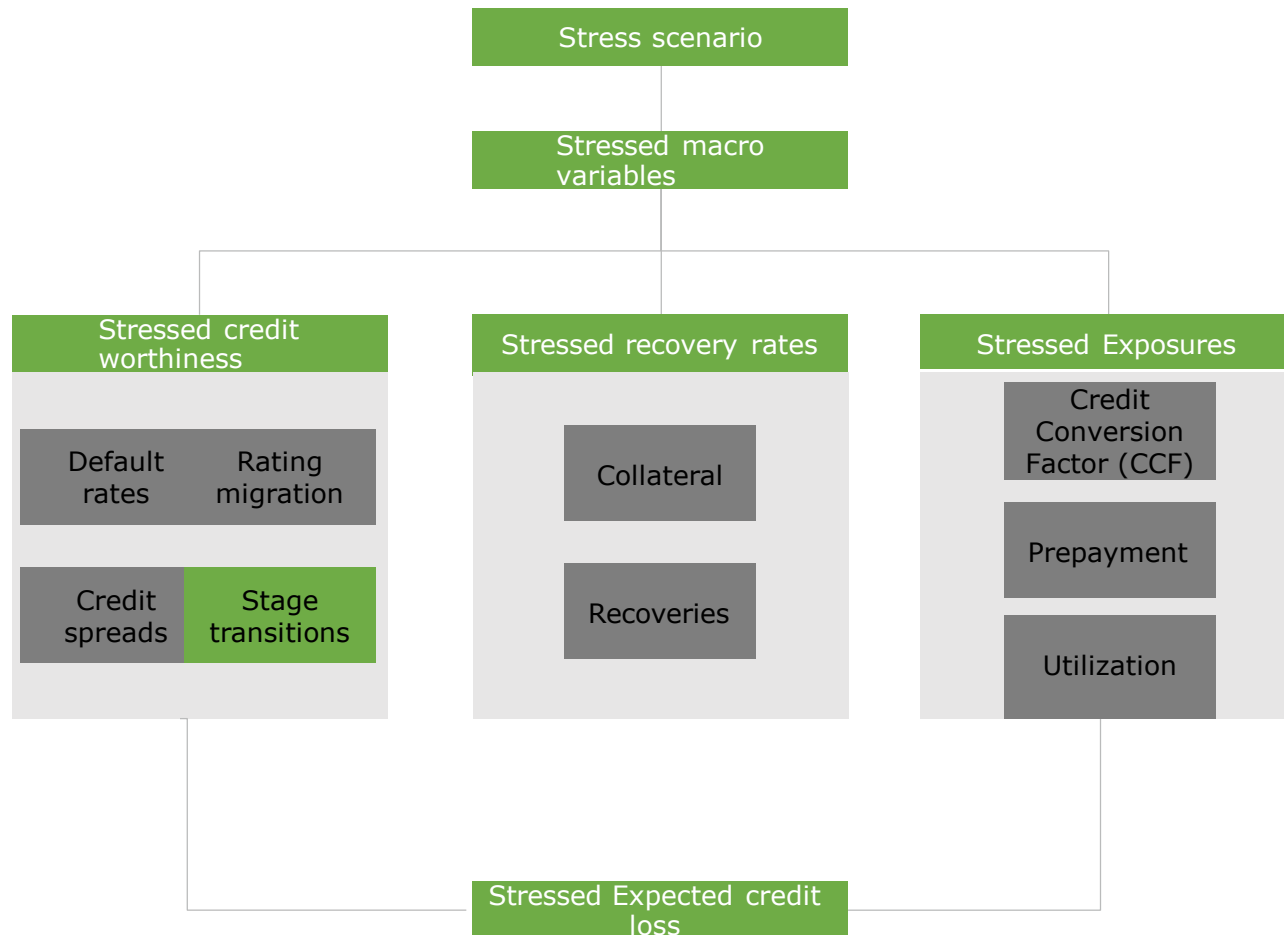 Stress scenario
Stressed macro
variables
Stressed credit
worthiness
Default
rates
Rating
migration
Credit
spreads
Stage
transitions
Stressed recovery rates
Collateral
Recoveries
Stressed Exposures
Credit
Conversion
Factor (CCF)
Prepayment
Utilization
Stressed Expected credit
loss